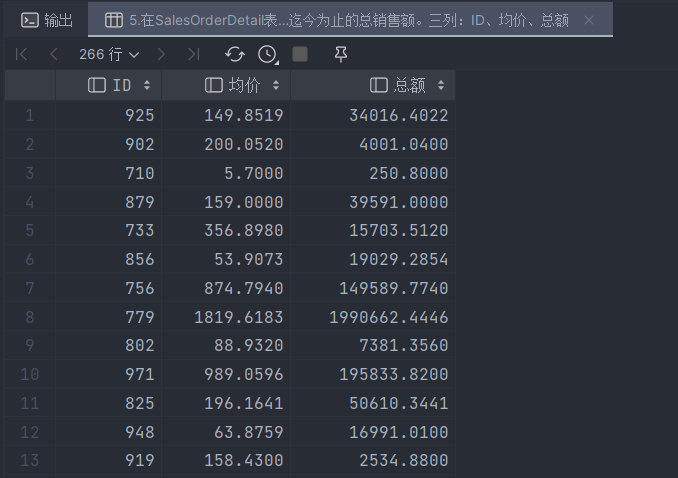 输出 5.在SalesOrderDetail表...迄今为止的总销售额。三列：ID、均价、总额
266 行
ID 均价 总额
1 925 149.8519 34016.4022
2 902 200.0520 4001.0400
3 710 5.7000 250.8000
4 879 159.0000 39591.0000
5 733 356.8980 15703.5120
6 856 53.9073 19029.2854
7 756 874.7940 149589.7740
8 779 1819.6183 1990662.4446
9 802 88.9320 7381.3560
10 971 989.0596 195833.8200
11 825 196.1641 50610.3441
12 948 63.8759 16991.0100
13 919 158.4300 2534.8800